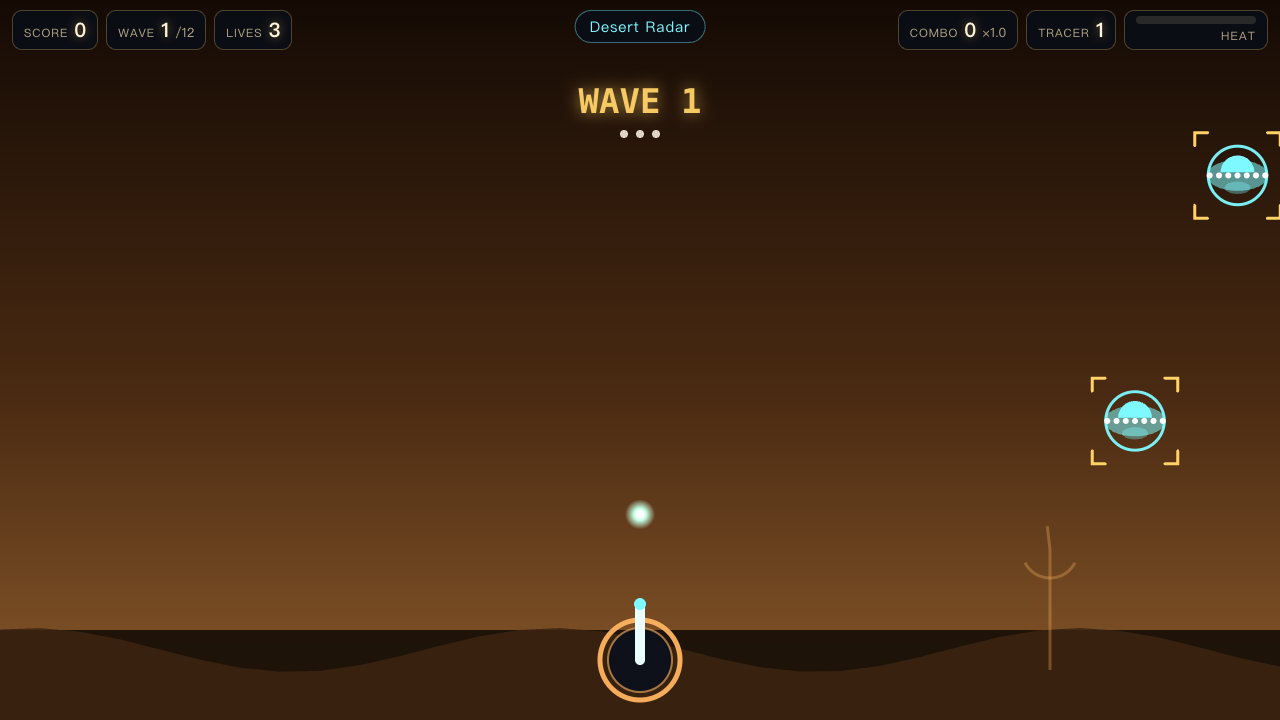 SCORE 0
WAVE 1 /12
LIVES 3
Desert Radar
COMBO 0 ×1.0
TRACER 1
HEAT
WAVE 1